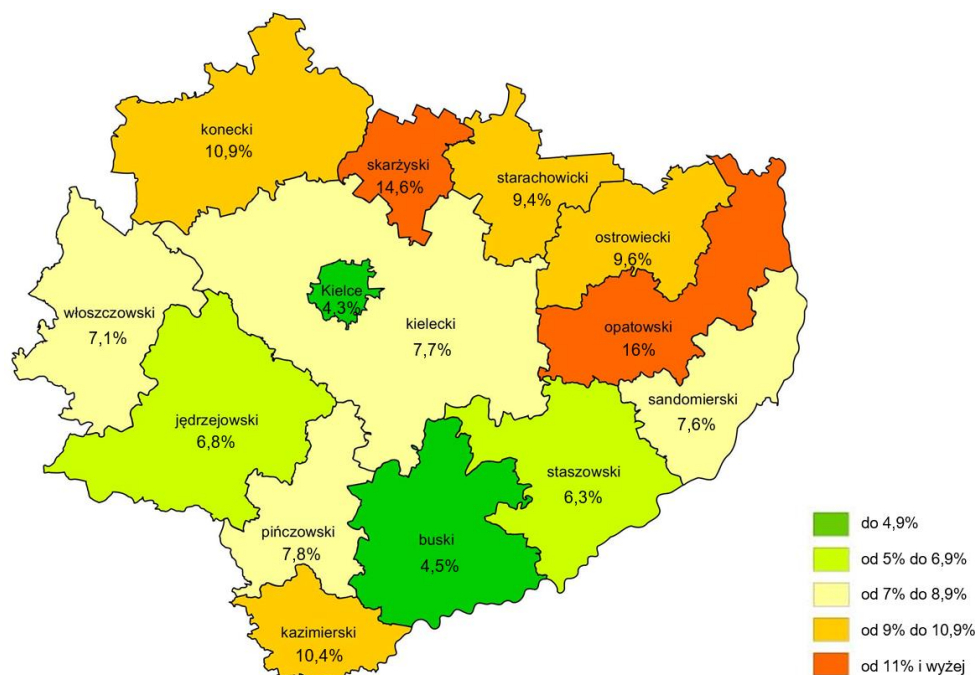 konecki
10,9%
skarżyski
14,6%
starachowicki
9,4%
ostrowiecki
9,6%
Kielce
4,3%
włoszczowski
7,1%
kielecki
7,7%
opatowski
16%
sandomierski
7,6%
jędrzejowski
6,8%
staszowski
6,3%
pińczowski
7,8%
buski
4,5%
kazimierski
10,4%
do 4,9%
od 5% do 6,9%
od 7% do 8,9%
od 9% do 10,9%
od 11% i wyżej